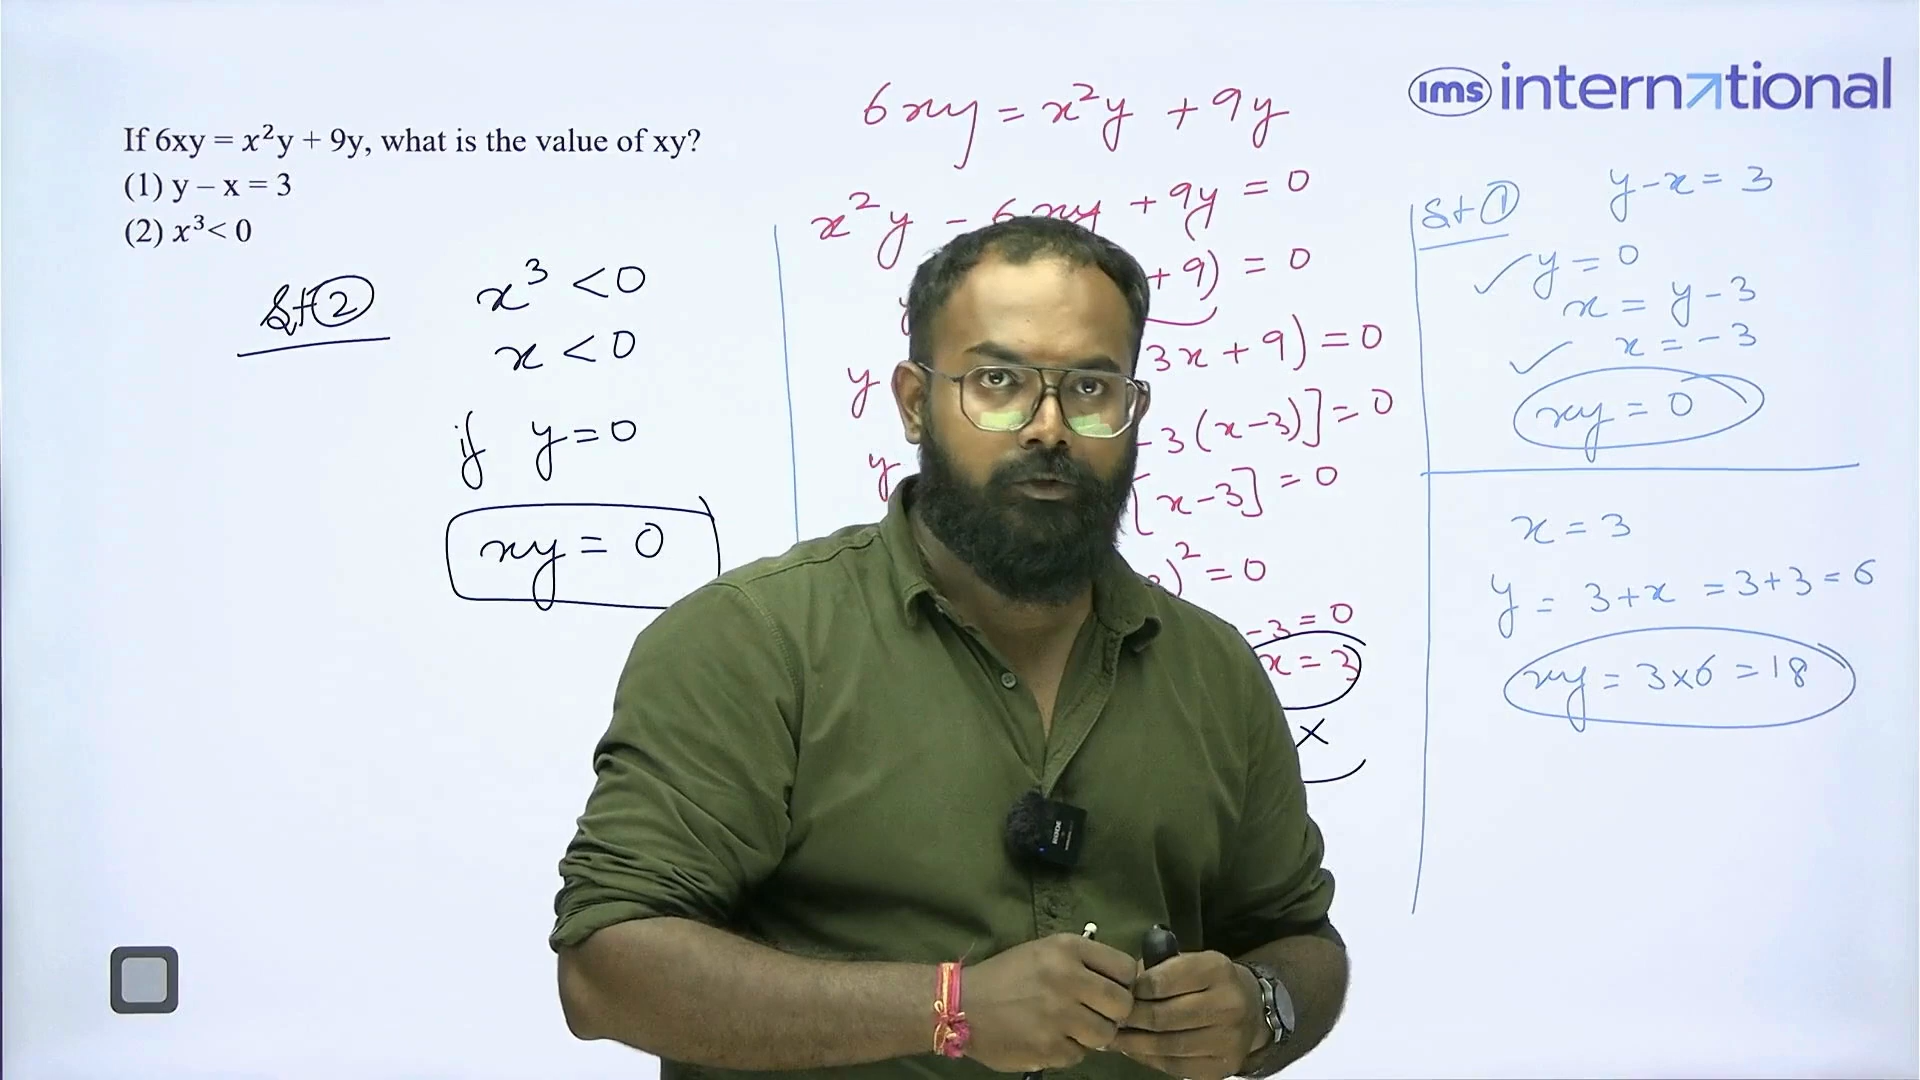 ims international
If 6xy = x²y + 9y, what is the value of xy?
(1) y – x = 3
(2) x³< 0
St ②
x³ < 0
x < 0
if y = 0
xy = 0
6xy = x²y + 9y
x²y - 6xy + 9y = 0
+ 9) = 0
y 3x + 9) = 0
y - 3(x-3)] = 0
[x-3] = 0
)² = 0
-3 = 0
x = 3
×
St ①
y - x = 3
✓ y = 0
x = y - 3
✓ x = -3
xy = 0
x = 3
y = 3 + x = 3 + 3 = 6
xy = 3×6 = 18